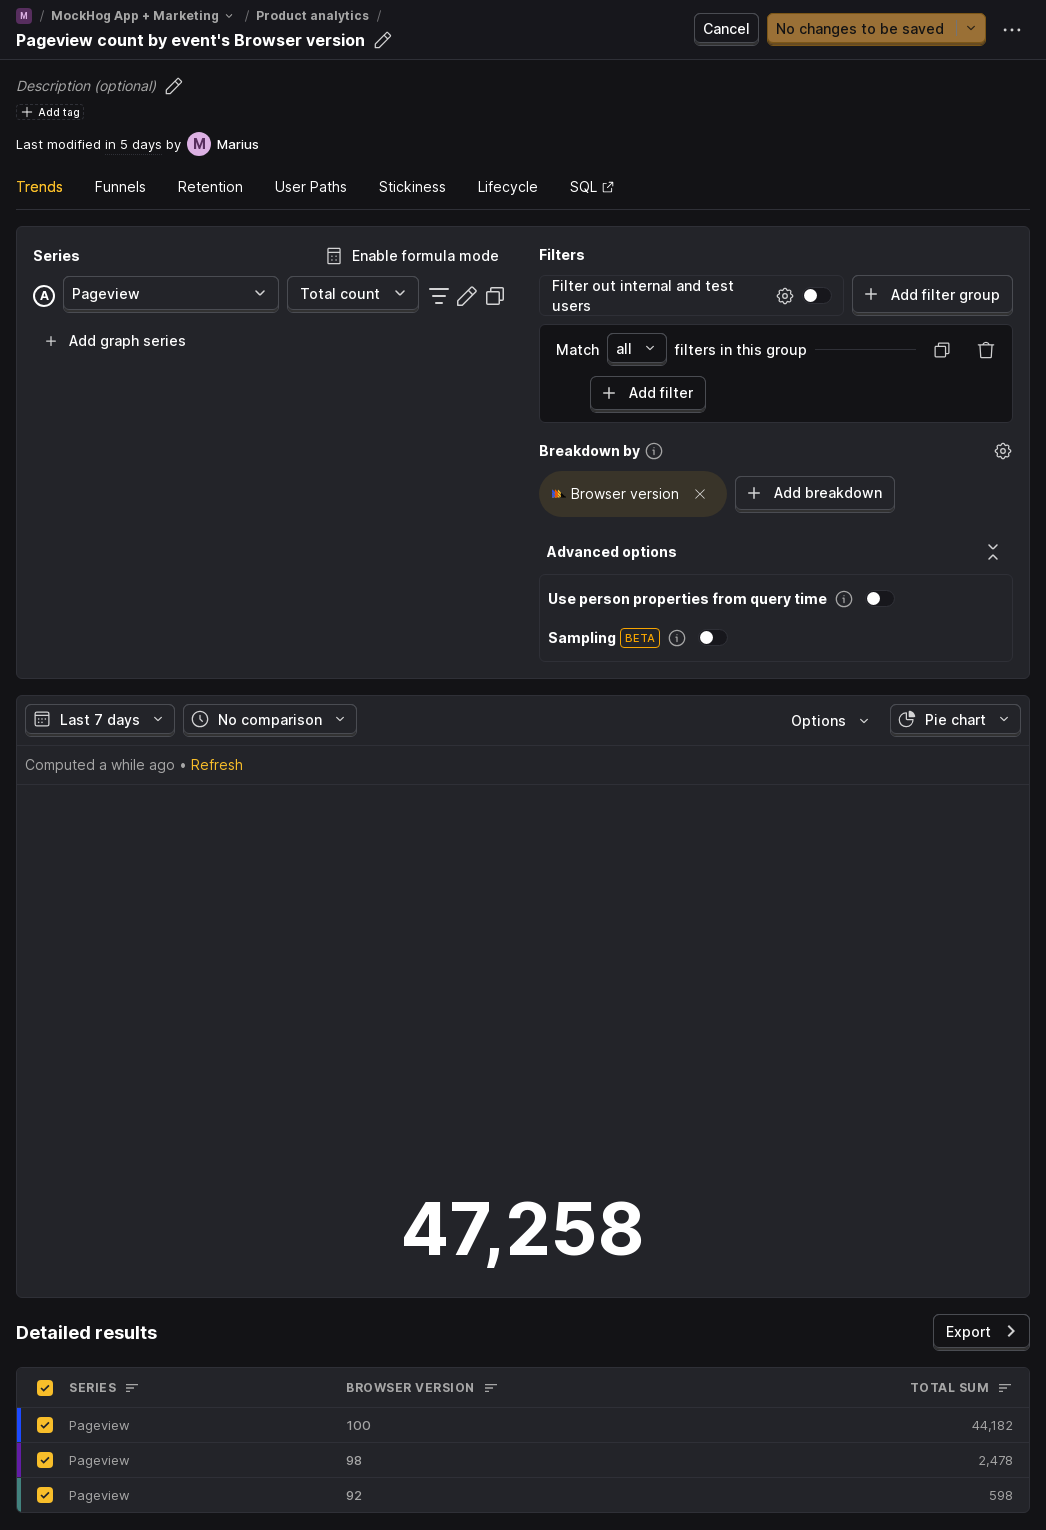 M / MockHog App + Marketing / Product analytics /
Pageview count by event's Browser version
Cancel
No changes to be saved
Description (optional)
Add tag
Last modified in 5 days by M Marius
Trends Funnels Retention User Paths Stickiness Lifecycle SQL
Series
Enable formula mode
A Pageview Total count
Add graph series
Filters
Filter out internal and test
users
Add filter group
Match all filters in this group
Add filter
Breakdown by
Browser version
Add breakdown
Advanced options
Use person properties from query time
Sampling BETA
Last 7 days No comparison Options Pie chart
Computed a while ago • Refresh
47,258
Detailed results
Export
SERIES BROWSER VERSION TOTAL SUM
Pageview 100 44,182
Pageview 98 2,478
Pageview 92 598